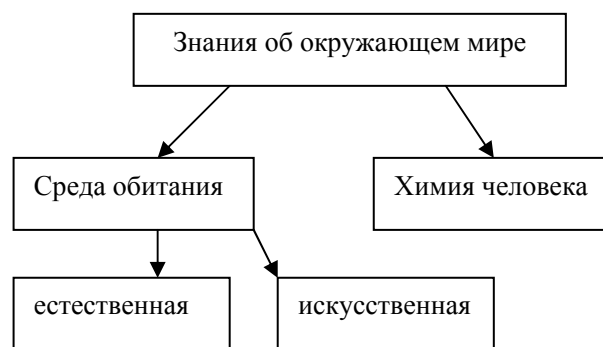 Знания об окружающем мире
Среда обитания
Химия человека
естественная
искусственная